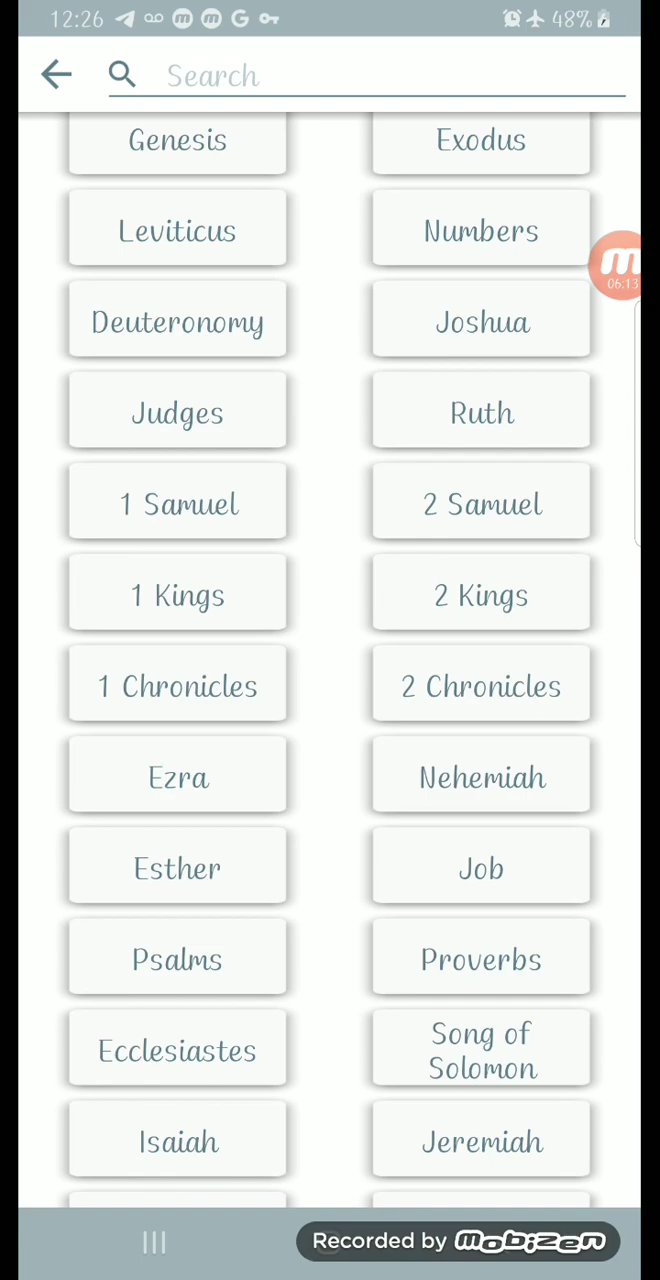 12:26 G 48%
Search
Genesis Exodus
Leviticus Numbers
Deuteronomy Joshua
Judges Ruth
1 Samuel 2 Samuel
1 Kings 2 Kings
1 Chronicles 2 Chronicles
Ezra Nehemiah
Esther Job
Psalms Proverbs
Ecclesiastes Song of
Solomon
Isaiah Jeremiah
m
06:13
Recorded by mobizen